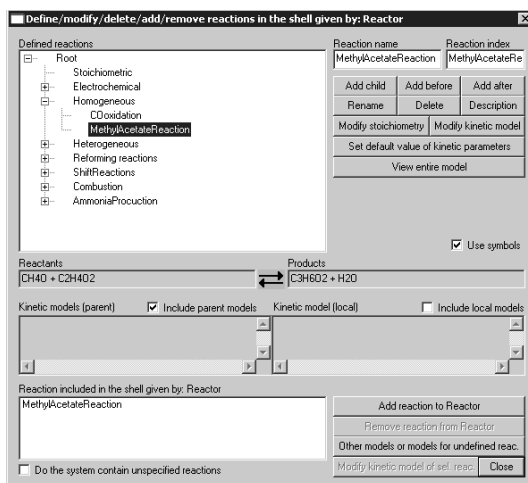 Define/modify/delete/add/remove reactions in the shell given by: Reactor
Defined reactions
Root
Stoichiometric
Electrochemical
Homogeneous
COoxidation
MethylAcetateReaction
Heterogeneous
Reforming reactions
ShiftReactions
Combustion
AmmoniaProcuction
Reaction name Reaction index
MethylAcetateReaction MethylAcetateRe
Add child Add before Add after
Rename Delete Description
Modify stoichiometry Modify kinetic model
Set default value of kinetic parameters
View entire model
Use symbols
Reactants Products
CH4O + C2H4O2 C3H6O2 + H2O
Kinetic models (parent) Include parent models Kinetic model (local) Include local models
Reaction included in the shell given by: Reactor
MethylAcetateReaction
Add reaction to Reactor
Remove reaction from Reactor
Other models or models for undefined reac.
Do the system contain unspecified reactions
Modify kinetic model of sel. reac. Close